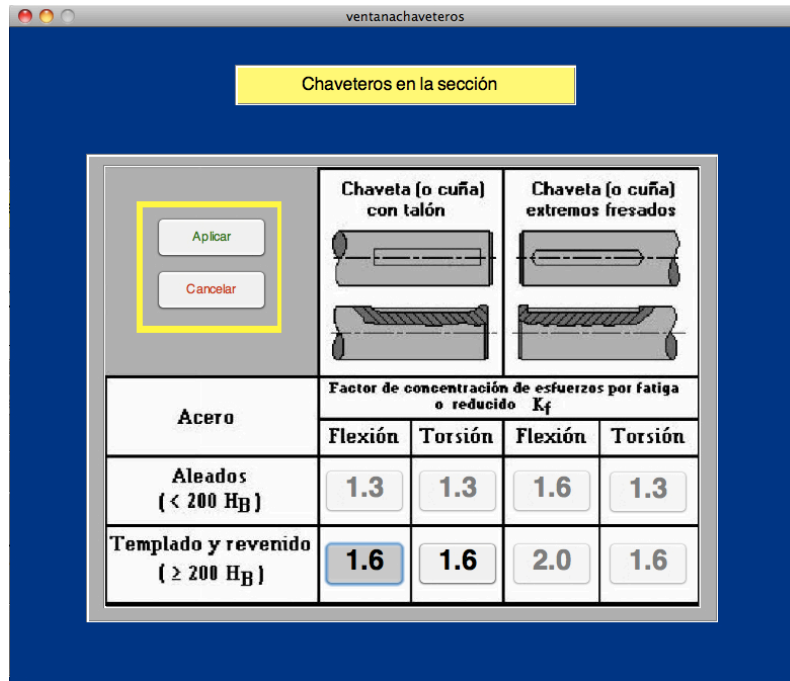 ventanachaveteros
Chaveteros en la sección
Aplicar
Cancelar
Chaveta (o cuña)
con talón
Chaveta (o cuña)
extremos fresados
Acero
Factor de concentración de esfuerzos por fatiga
o reducido Kf
Flexión Torsión Flexión Torsión
Aleados
( < 200 HB )
1.3 1.3 1.6 1.3
Templado y revenido
( ≥ 200 HB )
1.6 1.6 2.0 1.6